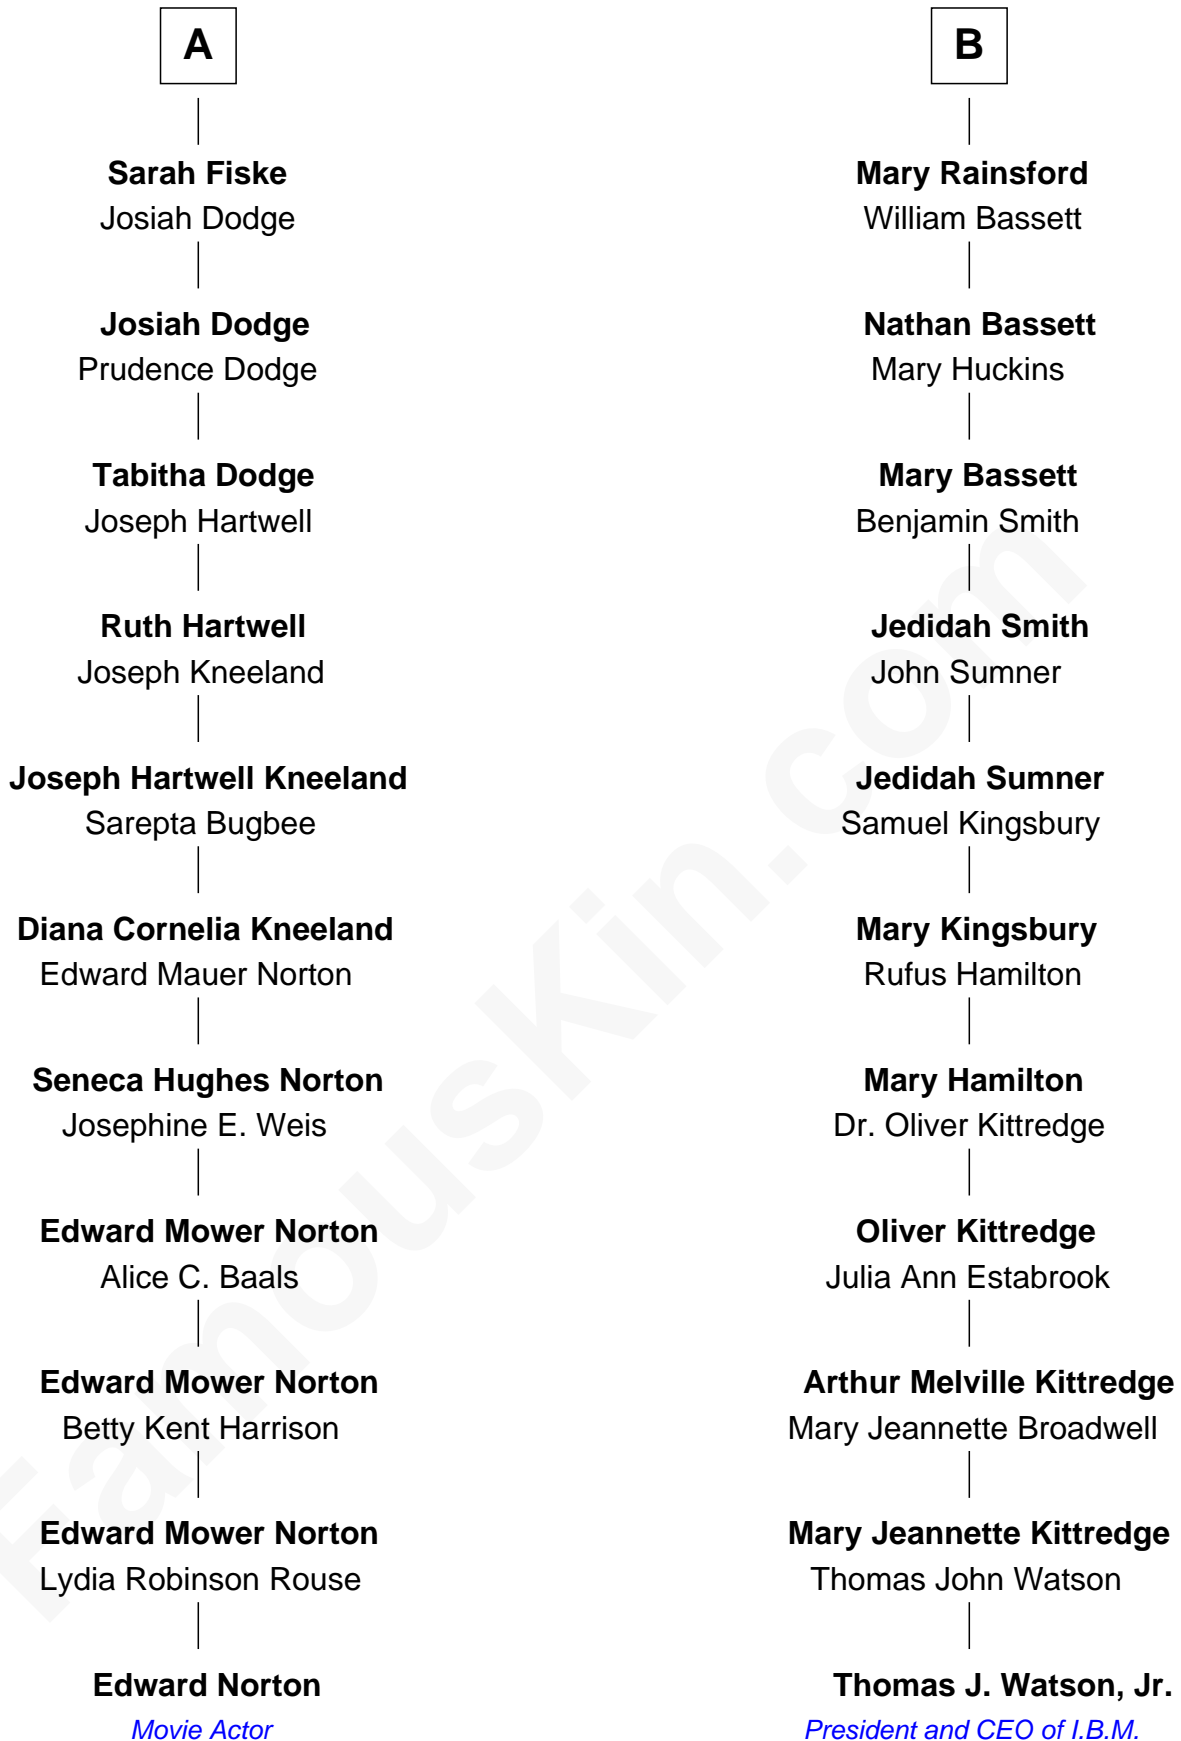 A
Sarah Fiske
Josiah Dodge
Josiah Dodge
Prudence Dodge
Tabitha Dodge
Joseph Hartwell
Ruth Hartwell
Joseph Kneeland
Joseph Hartwell Kneeland
Sarepta Bugbee
Diana Cornelia Kneeland
Edward Mauer Norton
Seneca Hughes Norton
Josephine E. Weis
Edward Mower Norton
Alice C. Baals
Edward Mower Norton
Betty Kent Harrison
Edward Mower Norton
Lydia Robinson Rouse
Edward Norton
Movie Actor
B
Mary Rainsford
William Bassett
Nathan Bassett
Mary Huckins
Mary Bassett
Benjamin Smith
Jedidah Smith
John Sumner
Jedidah Sumner
Samuel Kingsbury
Mary Kingsbury
Rufus Hamilton
Mary Hamilton
Dr. Oliver Kittredge
Oliver Kittredge
Julia Ann Estabrook
Arthur Melville Kittredge
Mary Jeannette Broadwell
Mary Jeannette Kittredge
Thomas John Watson
Thomas J. Watson, Jr.
President and CEO of I.B.M.
FamousKin.com